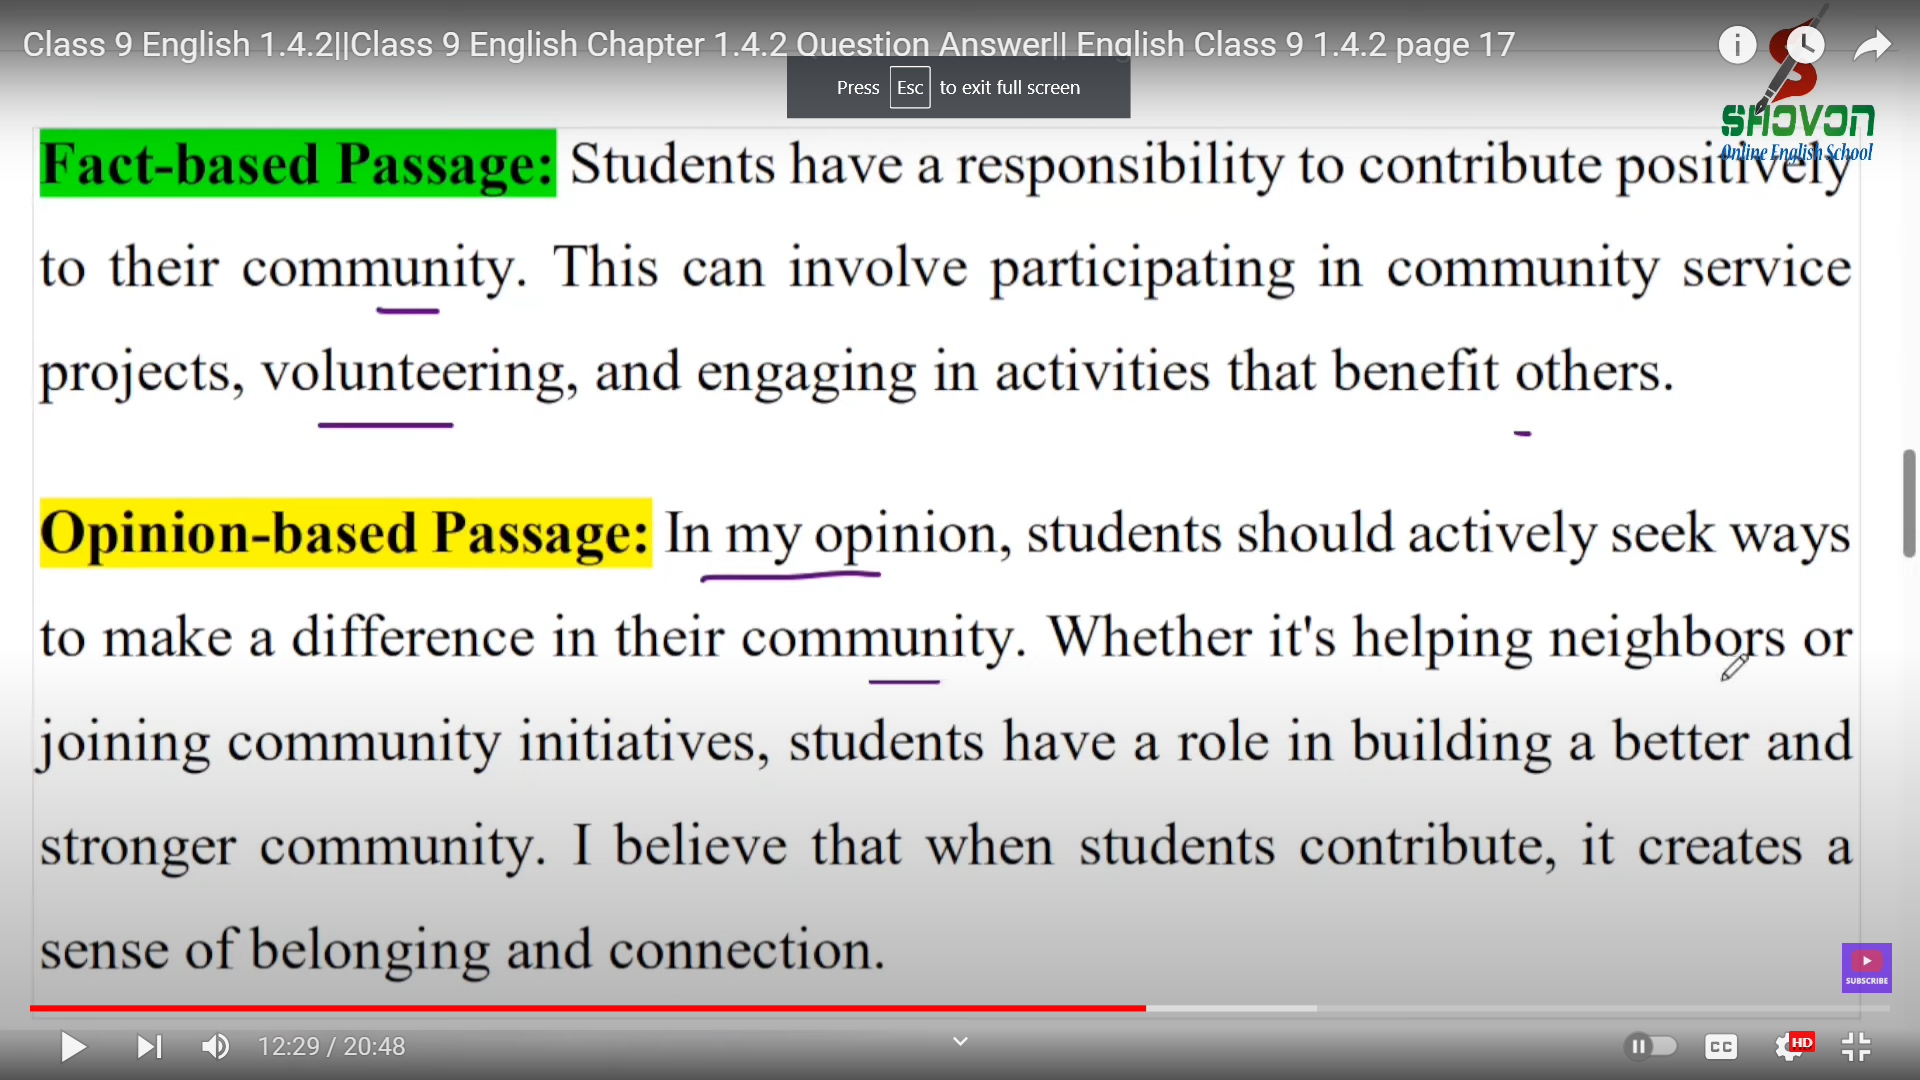 Class 9 English 1.4.2||Class 9 English Chapter 1.4.2 Question Answer|| English Class 9 1.4.2 page 17
Press Esc to exit full screen
SHOVON
Online English School
Fact-based Passage: Students have a responsibility to contribute positively
to their community. This can involve participating in community service
projects, volunteering, and engaging in activities that benefit others.
Opinion-based Passage: In my opinion, students should actively seek ways
to make a difference in their community. Whether it's helping neighbors or
joining community initiatives, students have a role in building a better and
stronger community. I believe that when students contribute, it creates a
sense of belonging and connection.
SUBSCRIBE
12:29 / 20:48
CC
HD